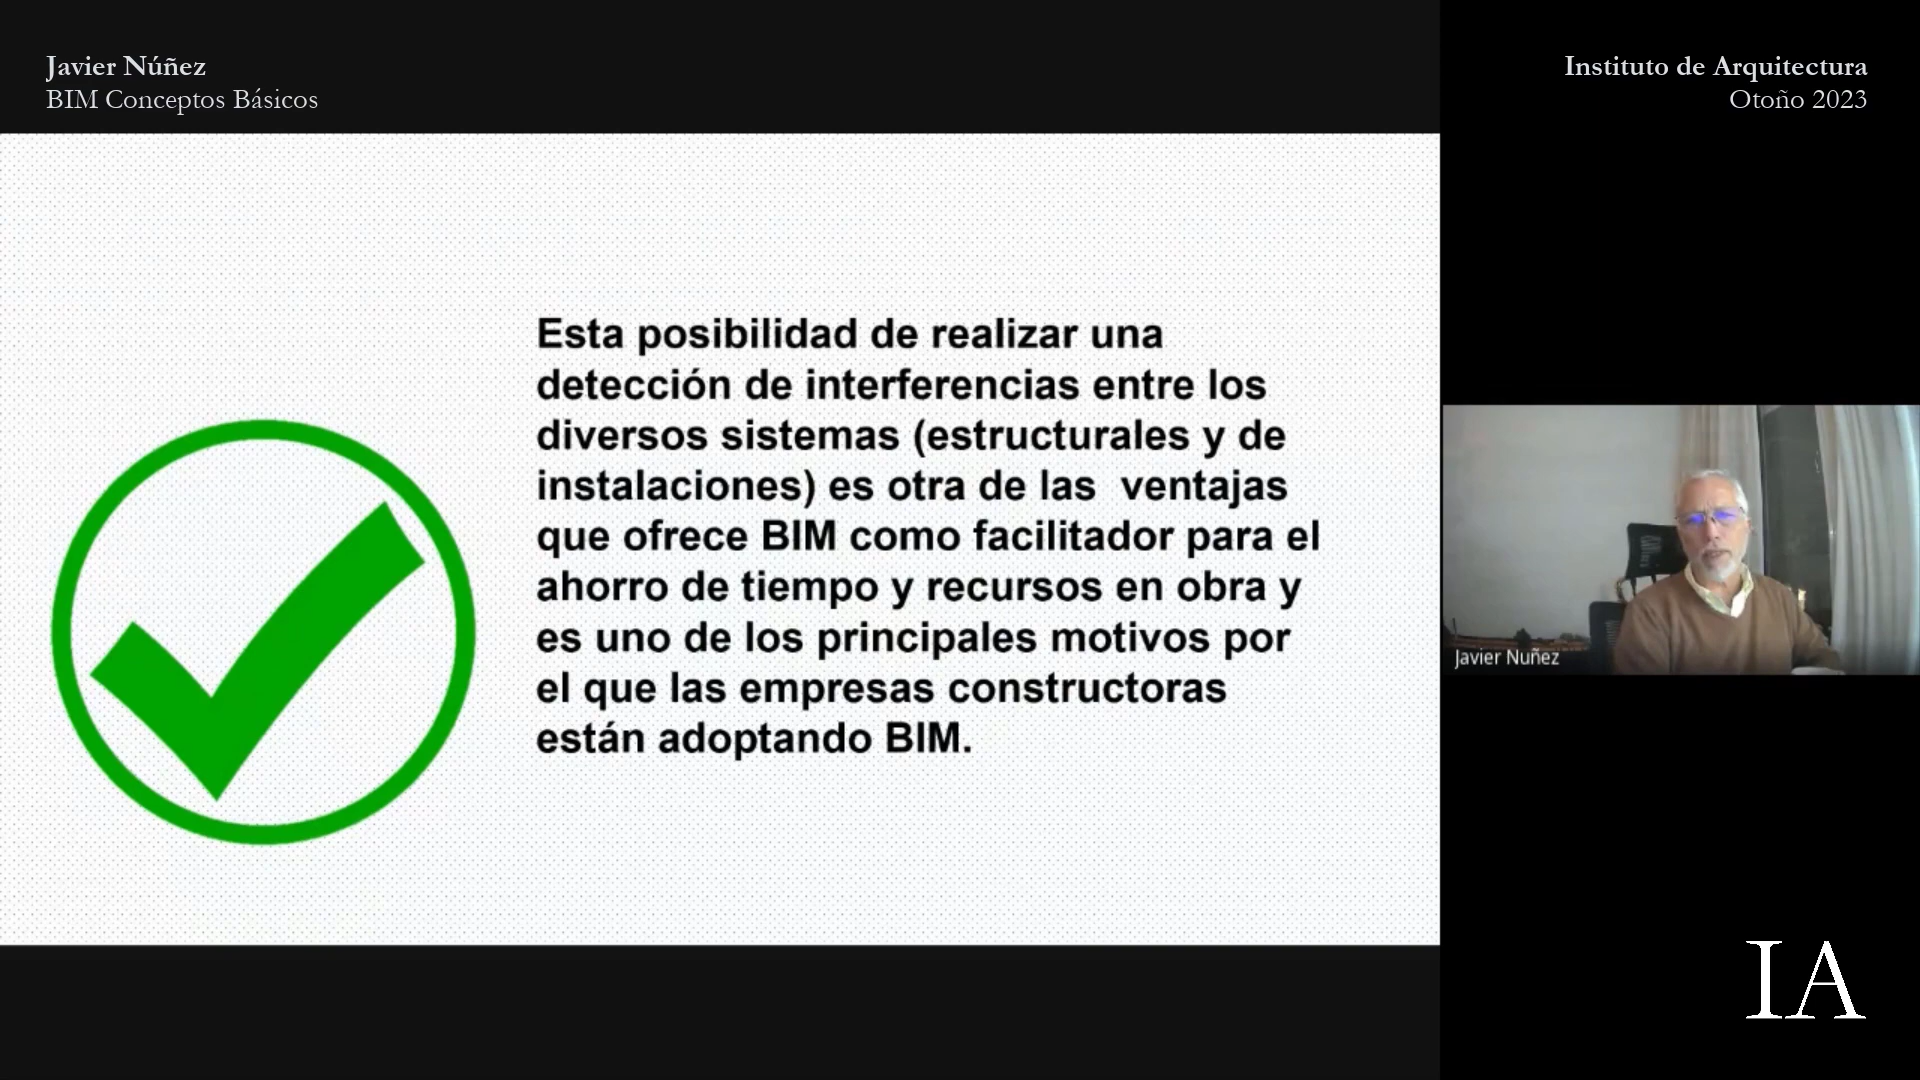 Javier Núñez
BIM Conceptos Básicos
Instituto de Arquitectura
Otoño 2023
Esta posibilidad de realizar una
detección de interferencias entre los
diversos sistemas (estructurales y de
instalaciones) es otra de las  ventajas
que ofrece BIM como facilitador para el
ahorro de tiempo y recursos en obra y
es uno de los principales motivos por
el que las empresas constructoras
están adoptando BIM.
Javier Nuñez
IA